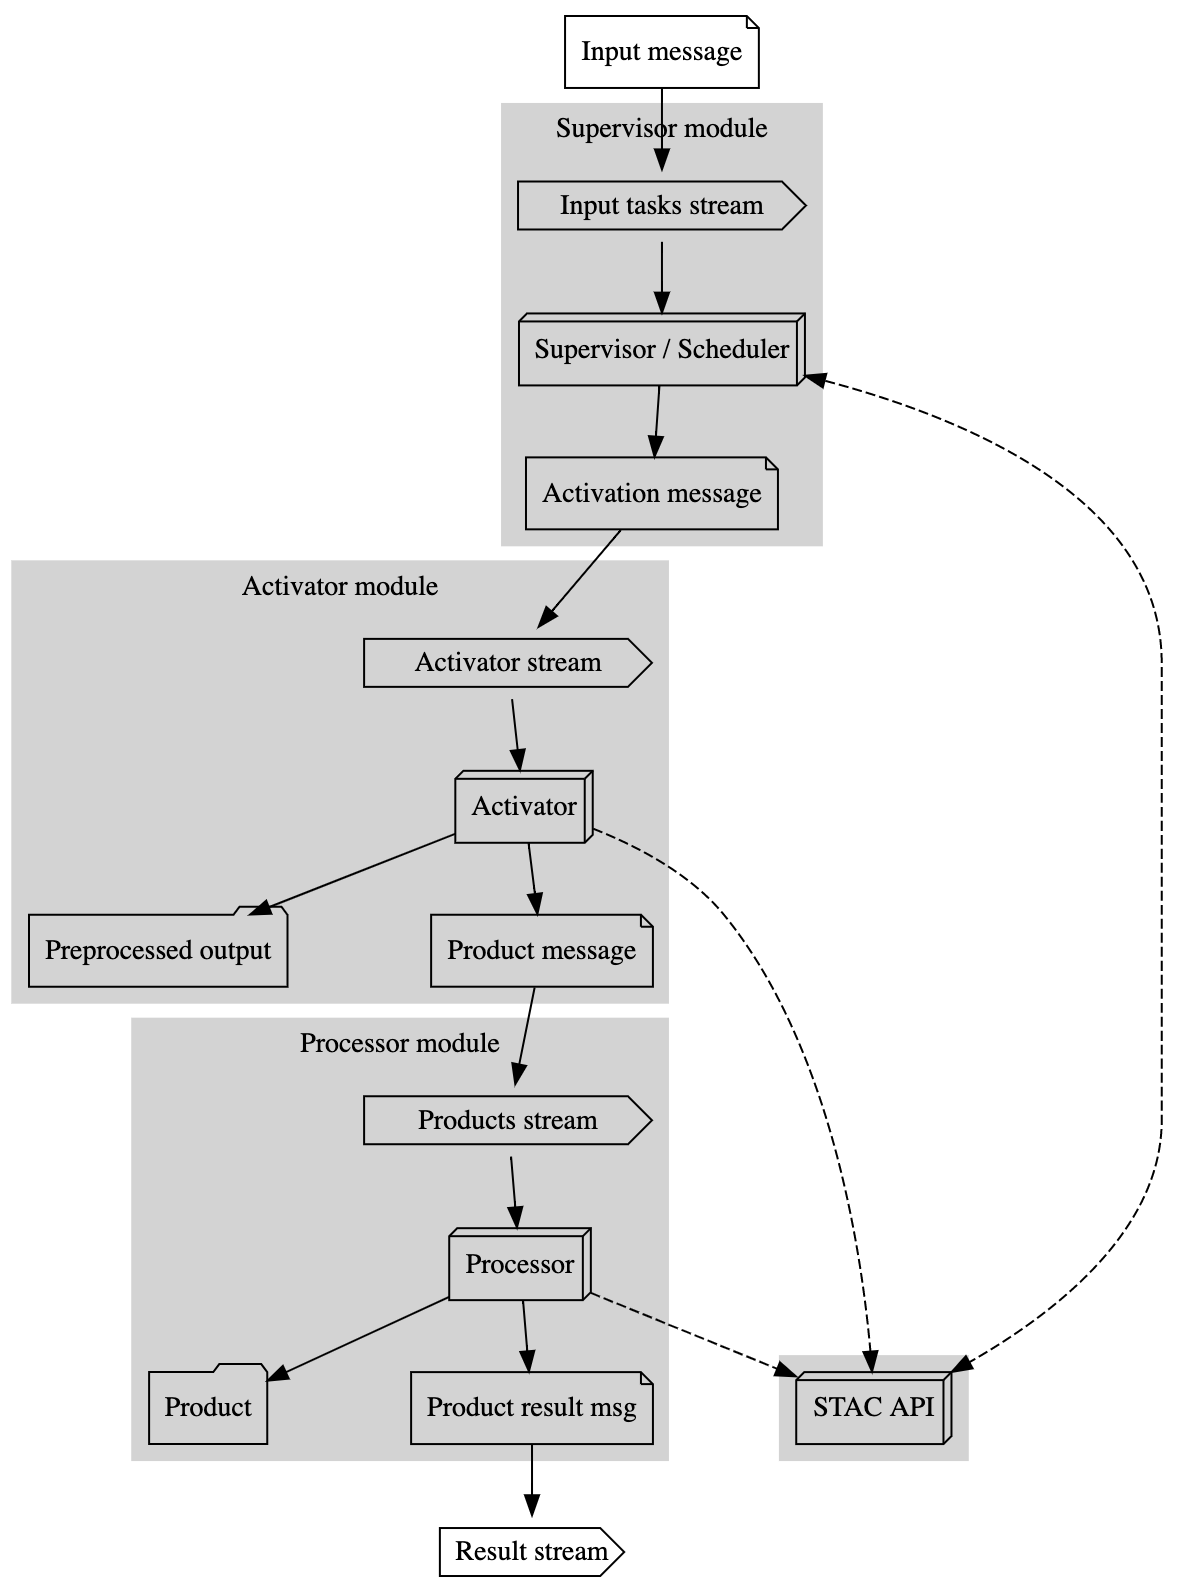 Input message
Supervisor module
Input tasks stream
Supervisor / Scheduler
Activation message
Activator module
Activator stream
Activator
Preprocessed output
Product message
Processor module
Products stream
Processor
Product
Product result msg
STAC API
Result stream